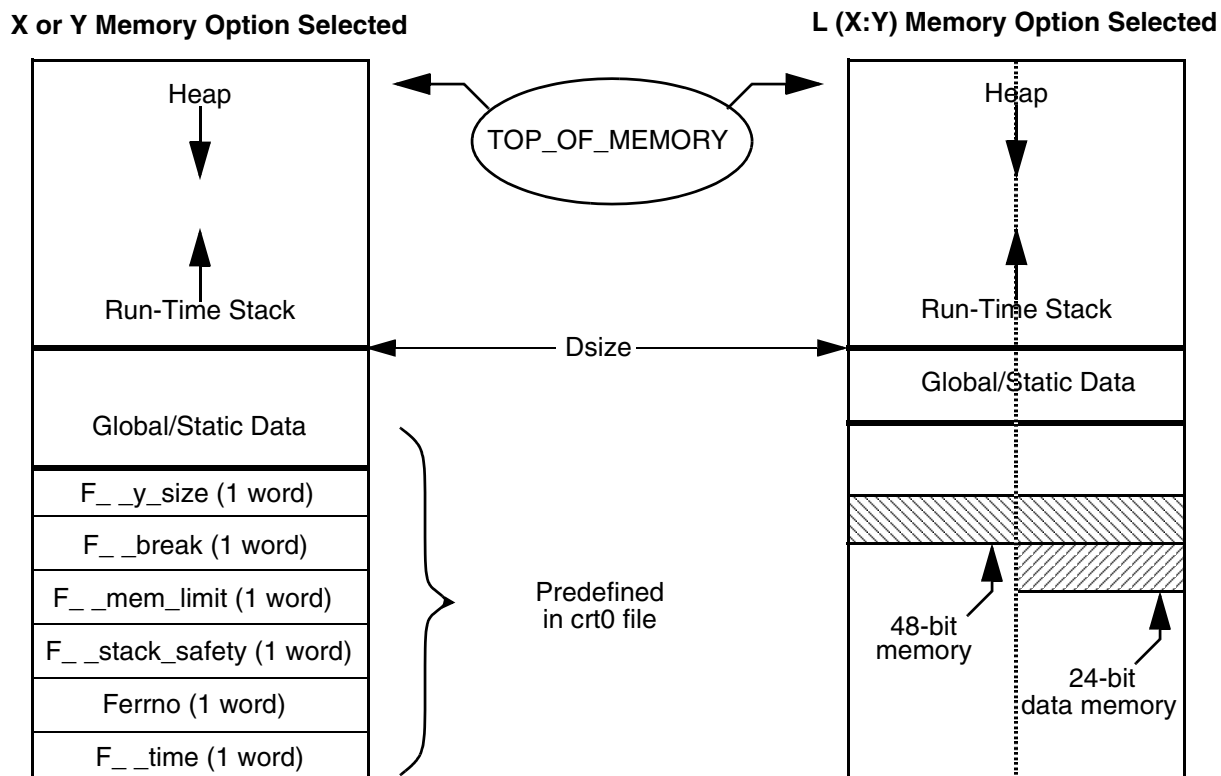 X or Y Memory Option Selected
L (X:Y) Memory Option Selected
Heap
TOP_OF_MEMORY
Heap
Run-Time Stack
Run-Time Stack
Dsize
Global/Static Data
Global/Static Data
F_ _y_size (1 word)
F_ _break (1 word)
F_ _mem_limit (1 word)
F_ _stack_safety (1 word)
Ferrno (1 word)
F_ _time (1 word)
Predefined
in crt0 file
48-bit
memory
24-bit
data memory